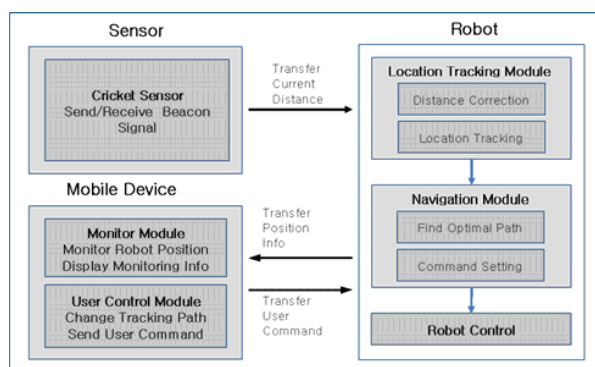 Sensor
Cricket Sensor
Send/Receive Beacon
Signal
Transfer
Current
Distance
Robot
Location Tracking Module
Distance Correction
Location Tracking
Mobile Device
Monitor Module
Monitor Robot Position
Display Monitoring Info
User Control Module
Change Tracking Path
Send User Command
Transfer
Position
Info
Transfer
User
Command
Navigation Module
Find Optimal Path
Command Setting
Robot Control